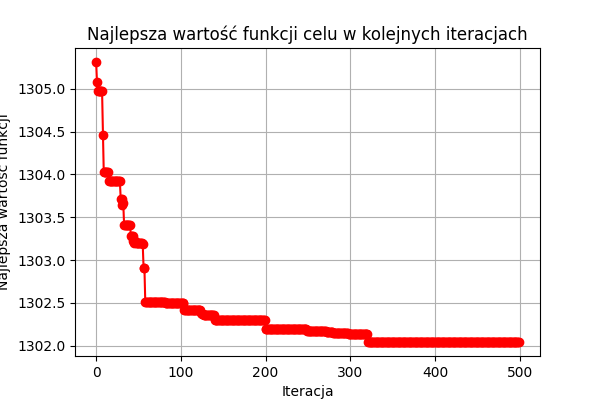 Najlepsza wartość funkcji celu w kolejnych iteracjach
Najlepsza wartość funkcji
1305.0
1304.5
1304.0
1303.5
1303.0
1302.5
1302.0
0 100 200 300 400 500
Iteracja